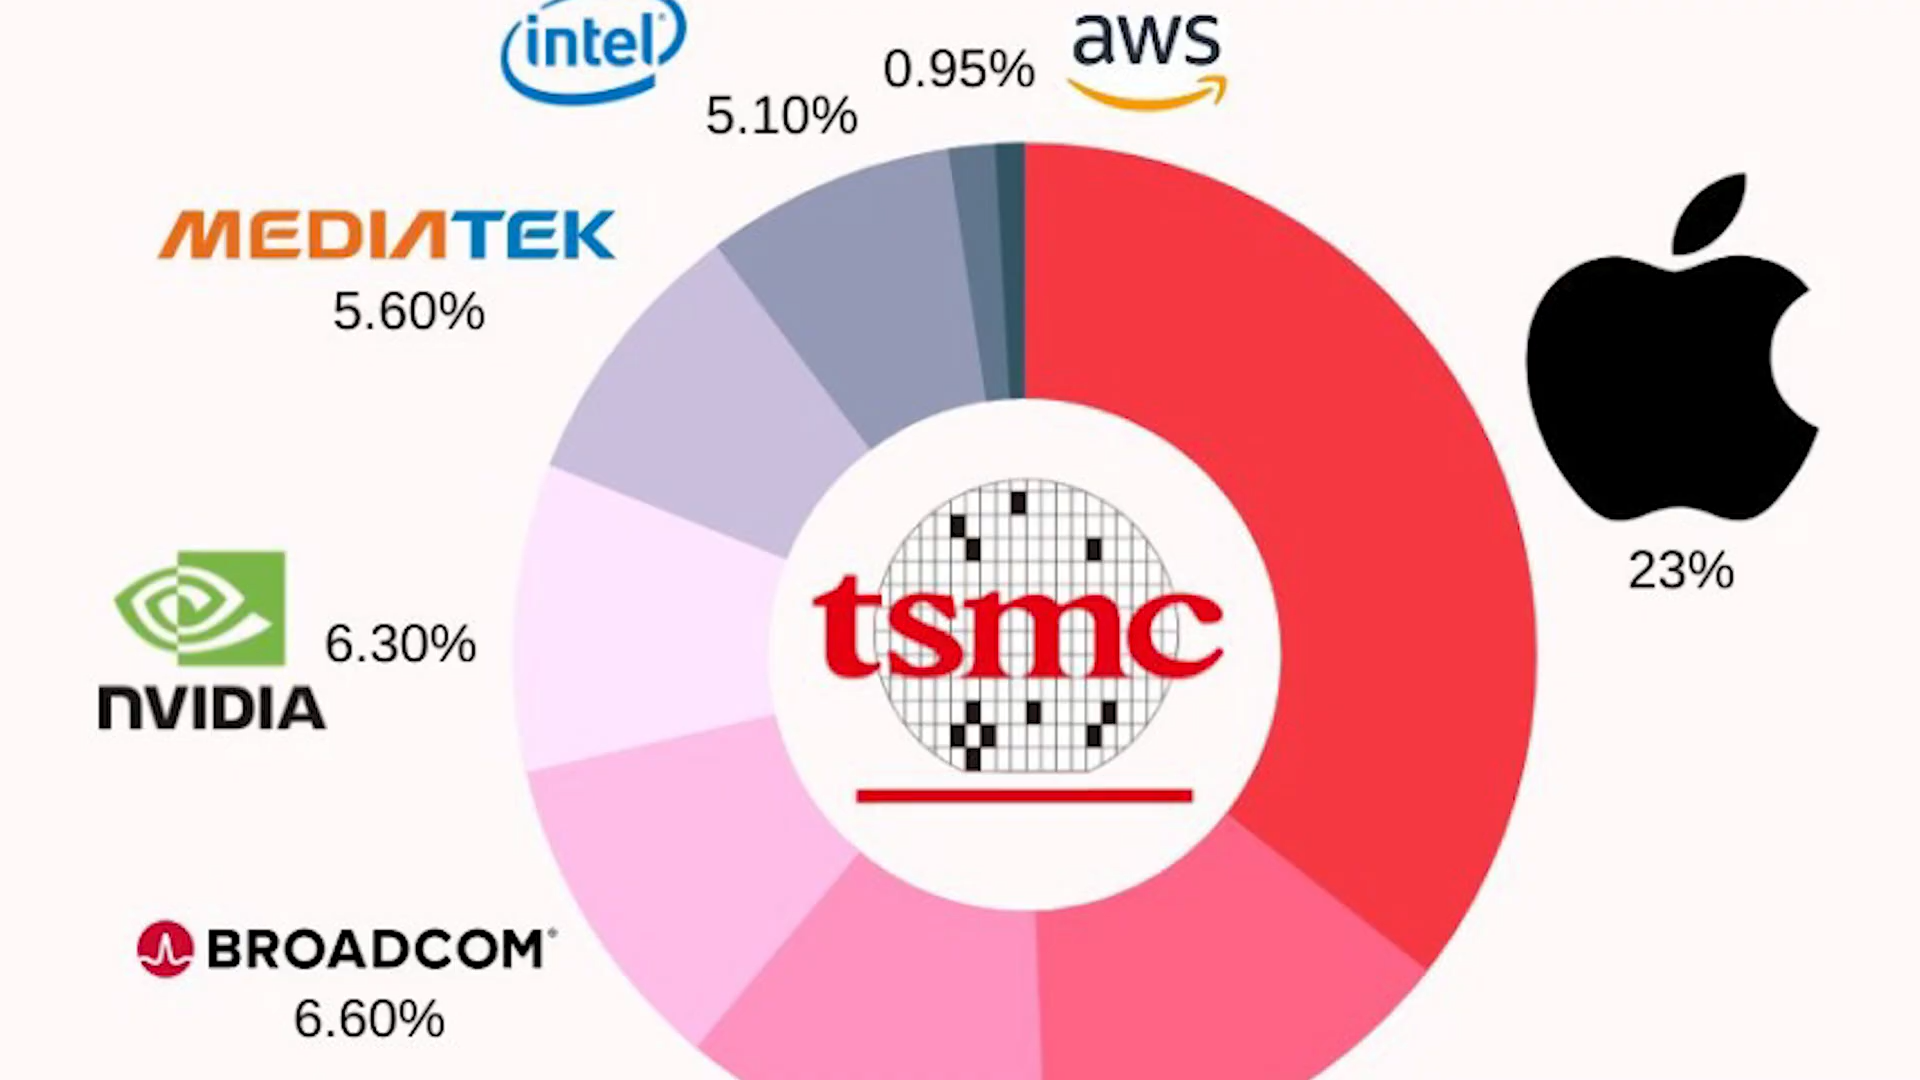 intel
5.10%
0.95%
aws
MEDIATEK
5.60%
23%
NVIDIA
6.30%
tsmc
BROADCOM
6.60%